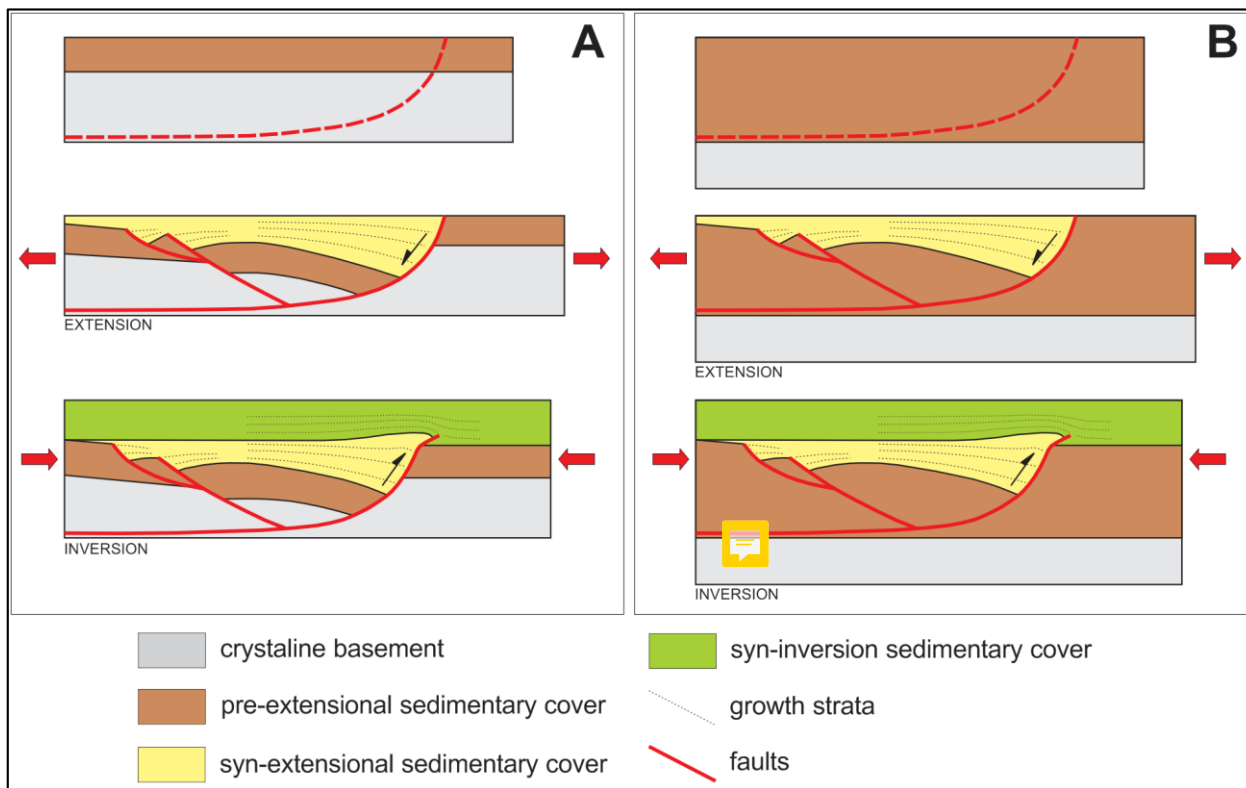 A
EXTENSION
INVERSION
B
EXTENSION
INVERSION
crystaline basement
pre-extensional sedimentary cover
syn-extensional sedimentary cover
syn-inversion sedimentary cover
growth strata
faults